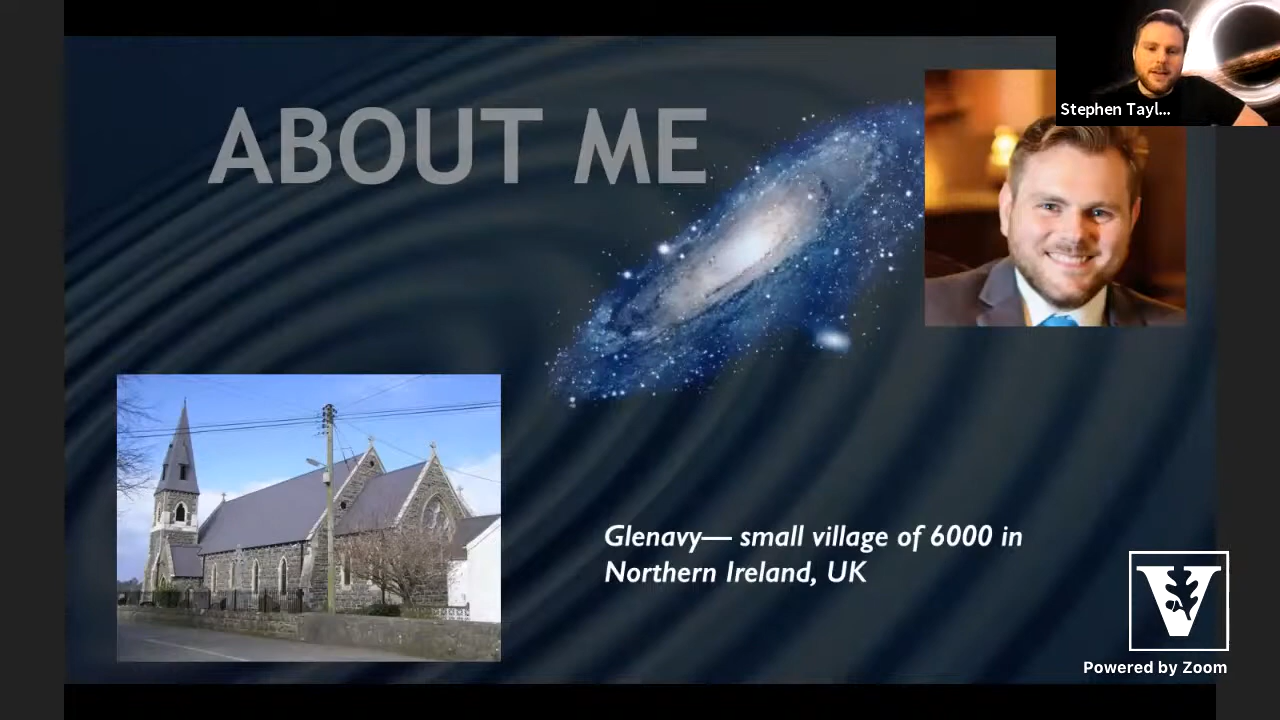 ABOUT ME
Stephen Tayl...
Glenavy— small village of 6000 in
Northern Ireland, UK
V
Powered by Zoom